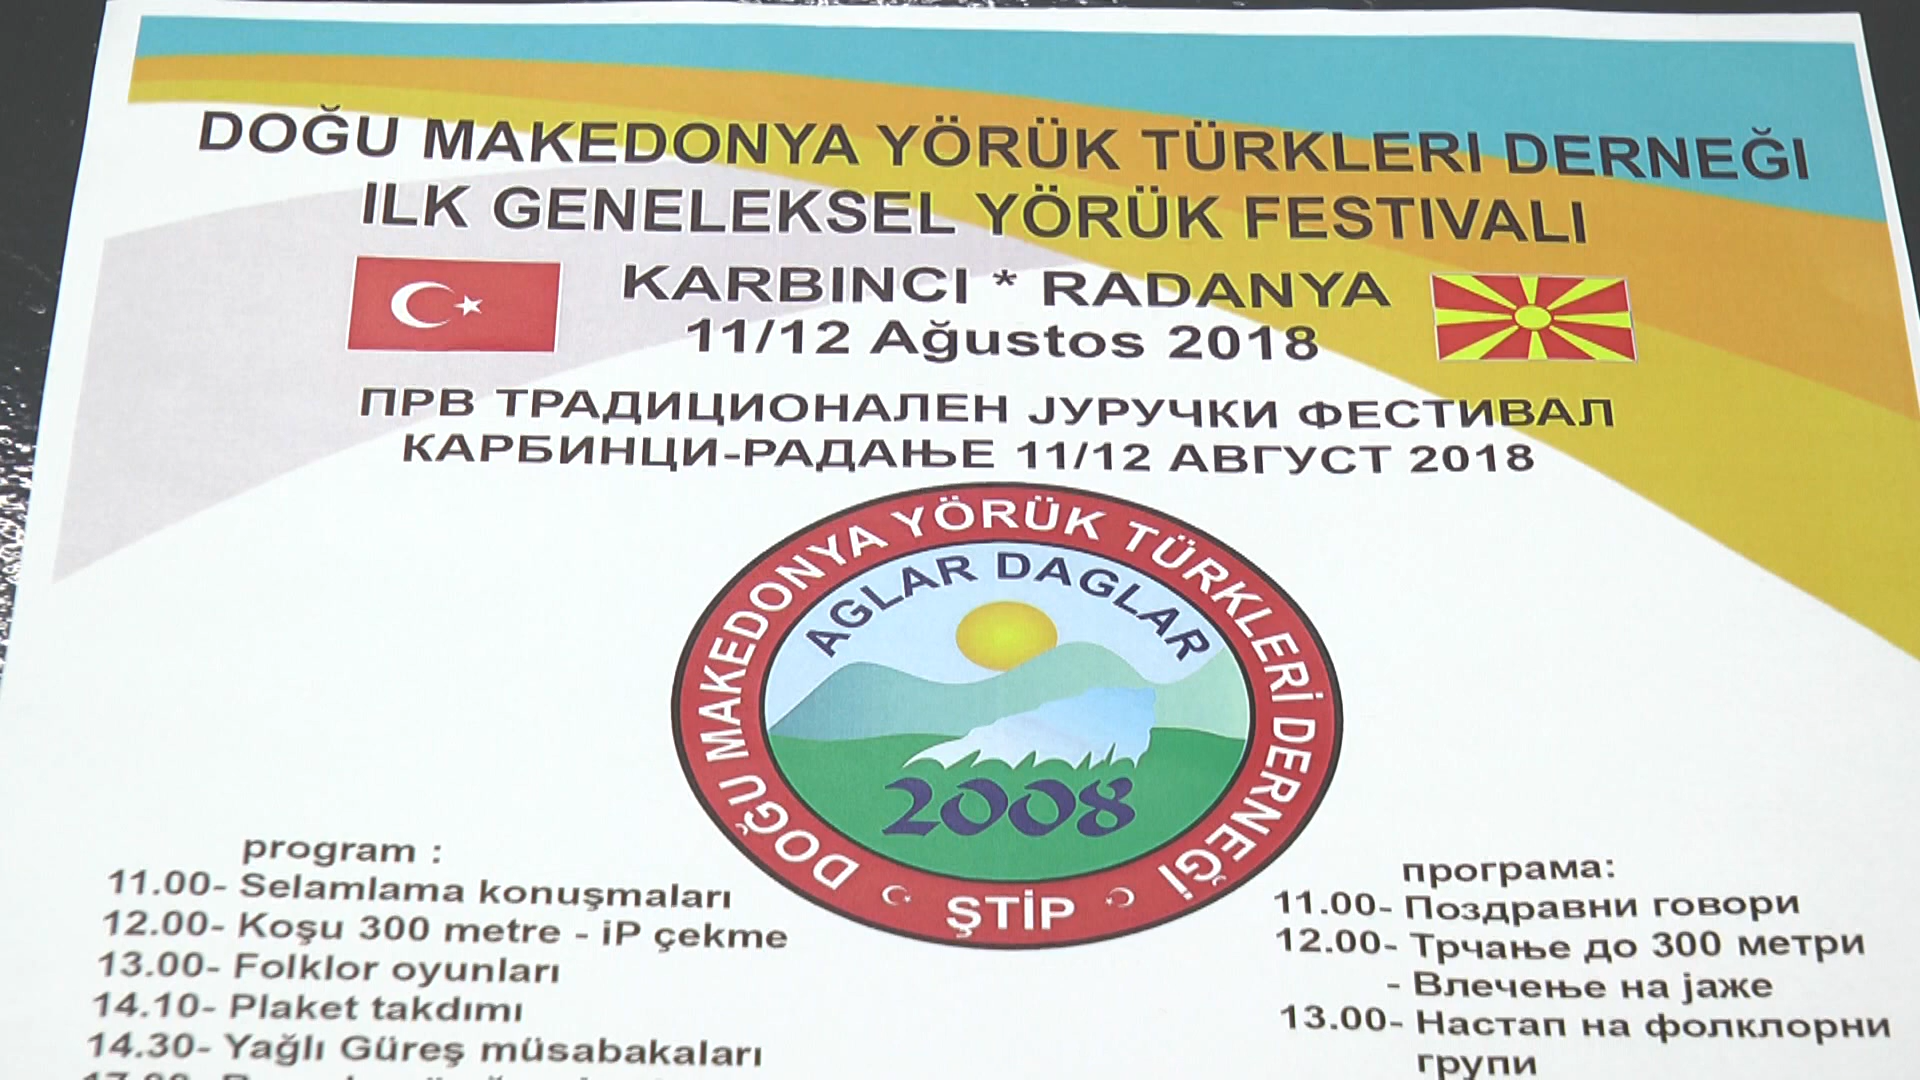 DOĞU MAKEDONYA YÖRÜK TÜRKLERI DERNEĞI
ILK GENELEKSEL YÖRÜK FESTIVALI
KARBINCI * RADANYA
11/12 Ağustos 2018
ПРВ ТРАДИЦИОНАЛЕН ЈУРУЧКИ ФЕСТИВАЛ
КАРБИНЦИ-РАДАЊЕ 11/12 АВГУСТ 2018
DOĞU MAKEDONYA YÖRÜK TÜRKLERİ DERNEĞİ
AGLAR DAGLAR
2008
ŞTİP
program :
11.00- Selamlama konuşmaları
12.00- Koşu 300 metre - iP çekme
13.00- Folklor oyunları
14.10- Plaket takdımı
14.30- Yağlı Güreş müsabakaları
програма:
11.00- Поздравни говори
12.00- Трчање до 300 метри
- Влечење на јаже
13.00- Настап на фолклорни
групи